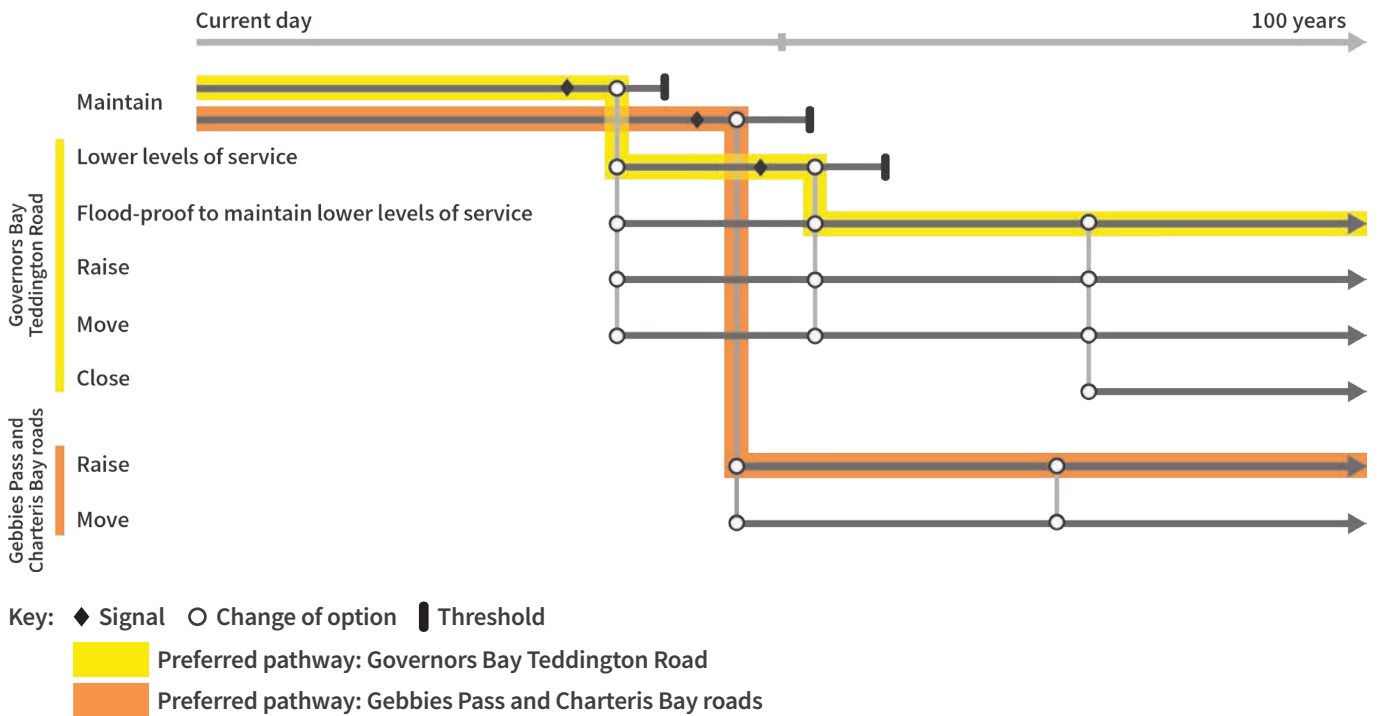 Current day
100 years
Maintain
Governors Bay
Teddington Road
Lower levels of service
Flood-proof to maintain lower levels of service
Raise
Move
Close
Gebbies Pass and
Charteris Bay roads
Raise
Move
Key: Signal Change of option Threshold
Preferred pathway: Governors Bay Teddington Road
Preferred pathway: Gebbies Pass and Charteris Bay roads